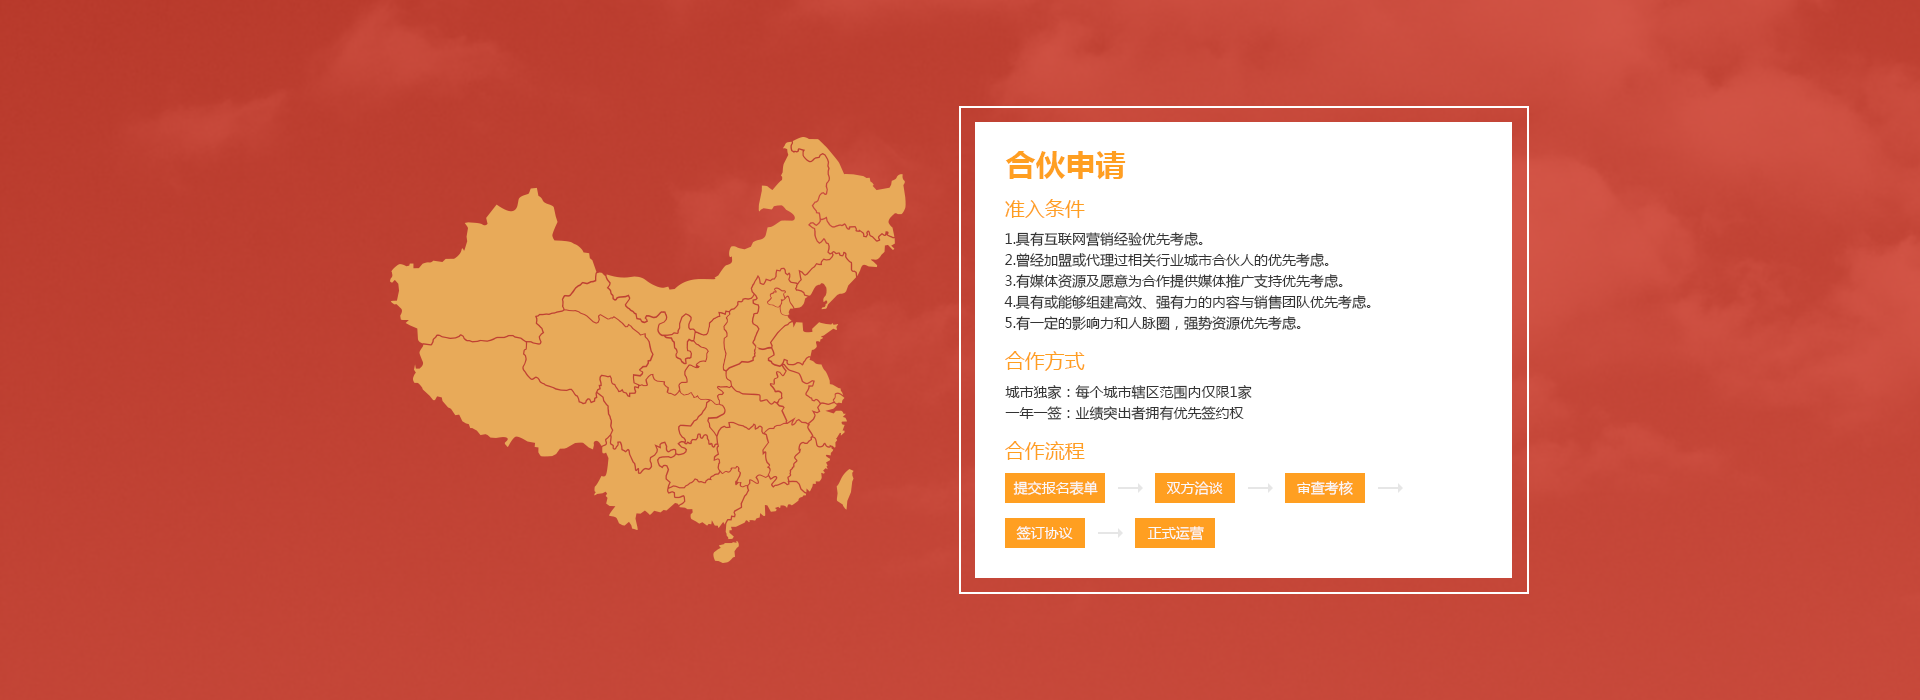 合伙申请
准入条件
1.具有互联网营销经验优先考虑。
2.曾经加盟或代理过相关行业城市合伙人的优先考虑。
3.有媒体资源及愿意为合作提供媒体推广支持优先考虑。
4.具有或能够组建高效、强有力的内容与销售团队优先考虑。
5.有一定的影响力和人脉圈，强势资源优先考虑。
合作方式
城市独家：每个城市辖区范围内仅限1家
一年一签：业绩突出者拥有优先签约权
合作流程
提交报名表单 双方洽谈 审查考核
签订协议 正式运营